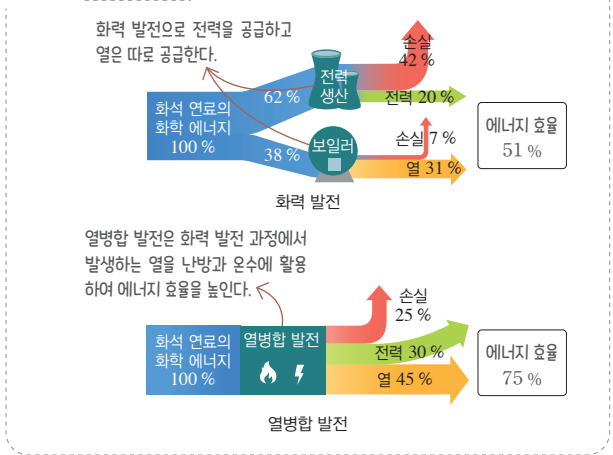 화력 발전으로 전력을 공급하고
열은 따로 공급한다.
손실
42 %
전력
생산
62 %
전력 20 %
화석 연료의
화학 에너지
100 %
에너지 효율
51 %
38 %
보일러
손실 7 %
열 31 %
화력 발전
열병합 발전은 화력 발전 과정에서
발생하는 열을 난방과 온수에 활용
하여 에너지 효율을 높인다.
손실
25 %
화석 연료의
화학 에너지
100 %
열병합 발전
전력 30 %
열 45 %
에너지 효율
75 %
열병합 발전